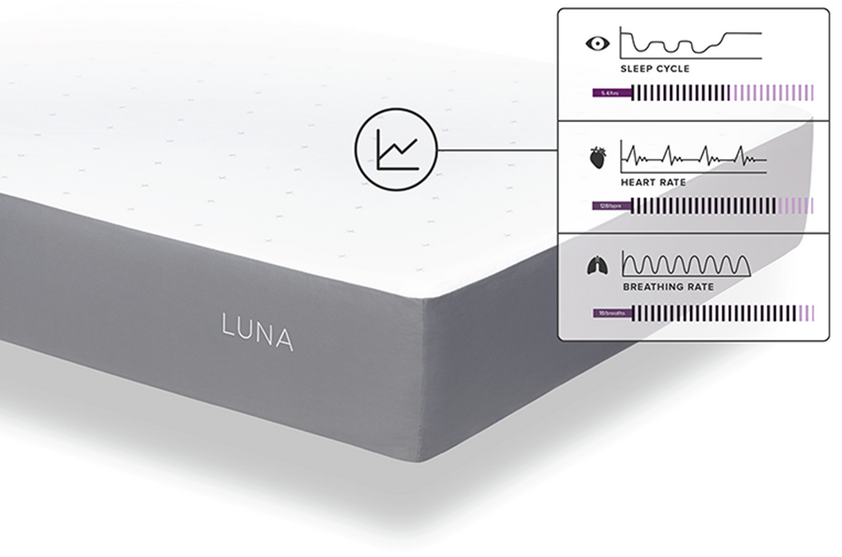 SLEEP CYCLE
HEART RATE
BREATHING RATE
LUNA